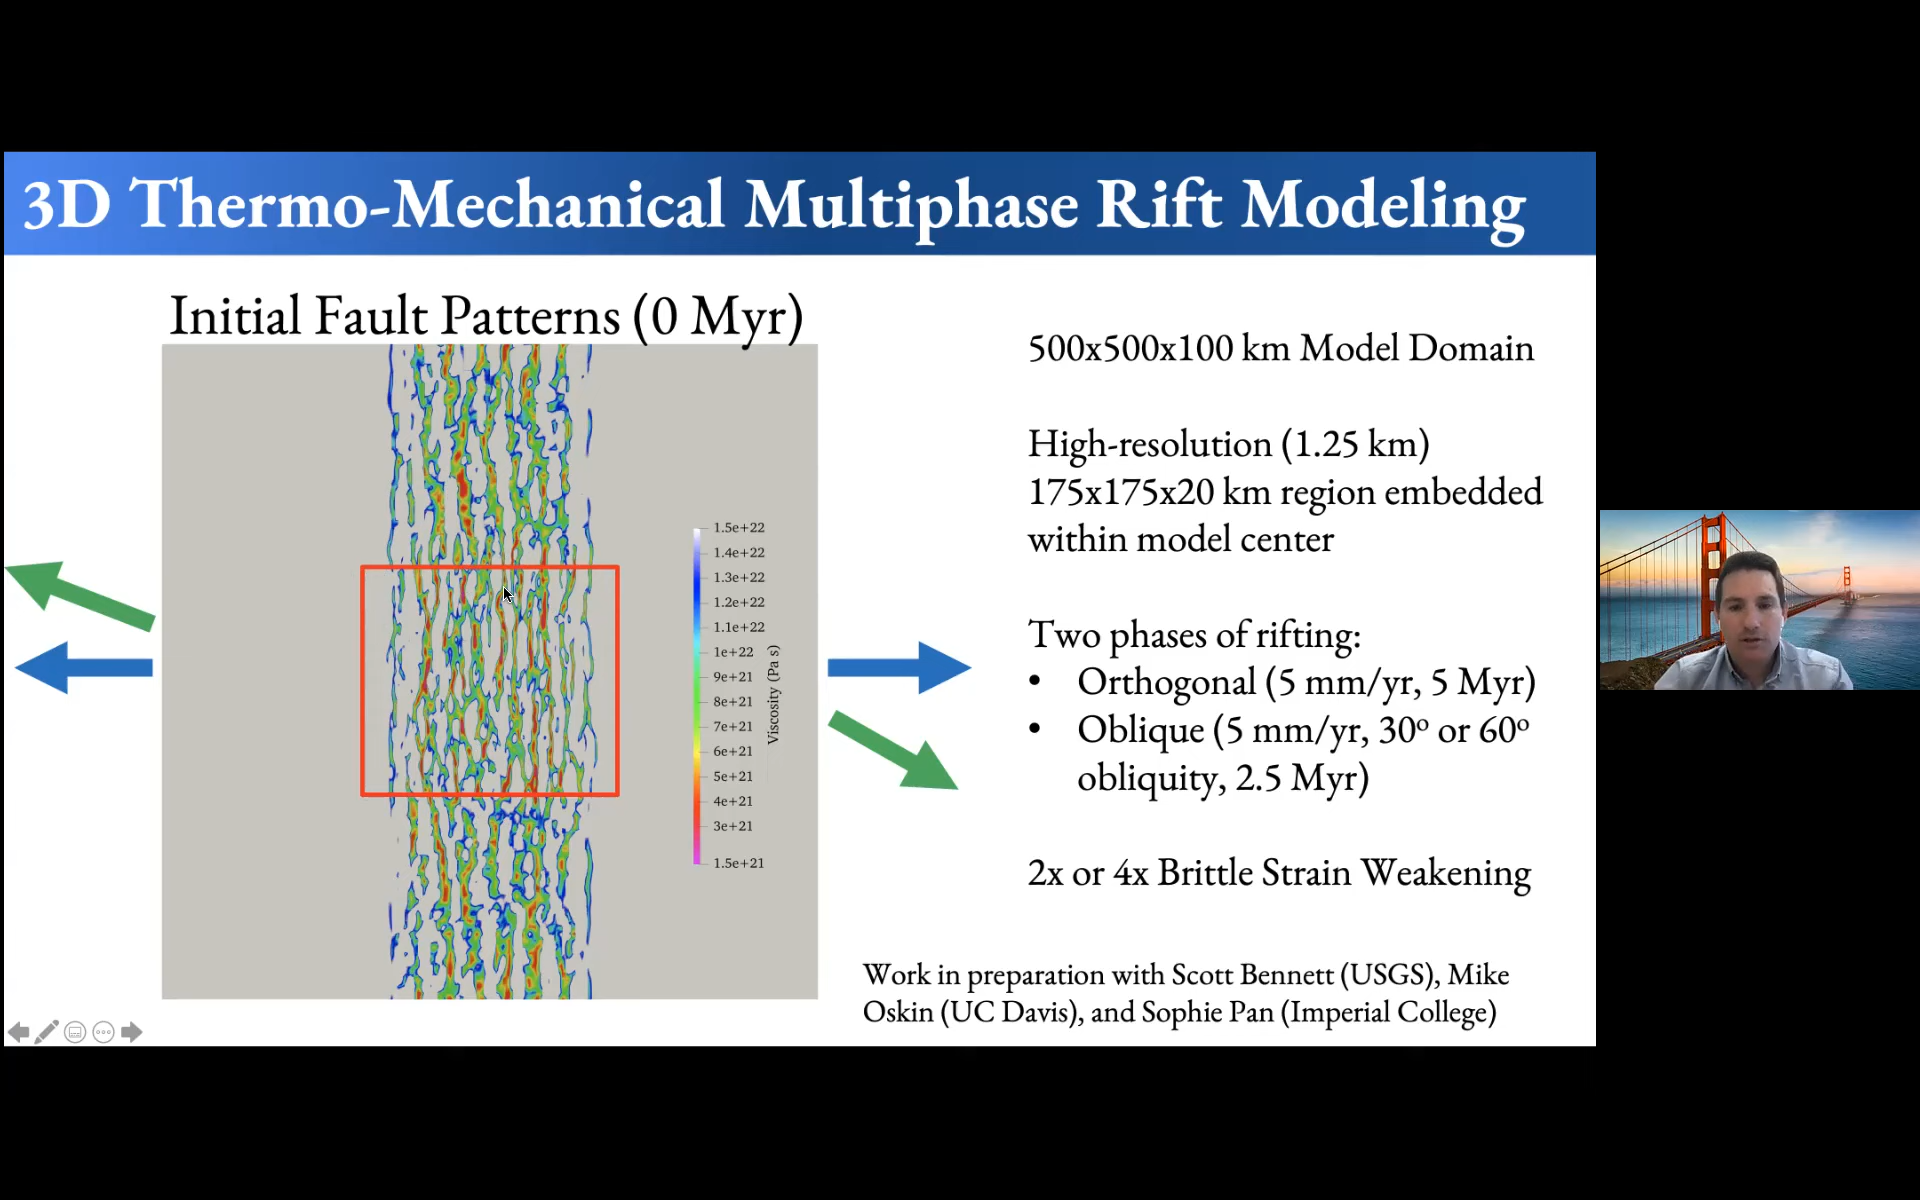 3D Thermo-Mechanical Multiphase Rift Modeling
Initial Fault Patterns (0 Myr)
1.5e+22
1.4e+22
1.3e+22
1.2e+22
1.1e+22
1e+22
9e+21
8e+21
7e+21
6e+21
5e+21
4e+21
3e+21
1.5e+21
Viscosity (Pa s)
500x500x100 km Model Domain
High-resolution (1.25 km)
175x175x20 km region embedded
within model center
Two phases of rifting:
• Orthogonal (5 mm/yr, 5 Myr)
• Oblique (5 mm/yr, 30º or 60º
obliquity, 2.5 Myr)
2x or 4x Brittle Strain Weakening
Work in preparation with Scott Bennett (USGS), Mike
Oskin (UC Davis), and Sophie Pan (Imperial College)